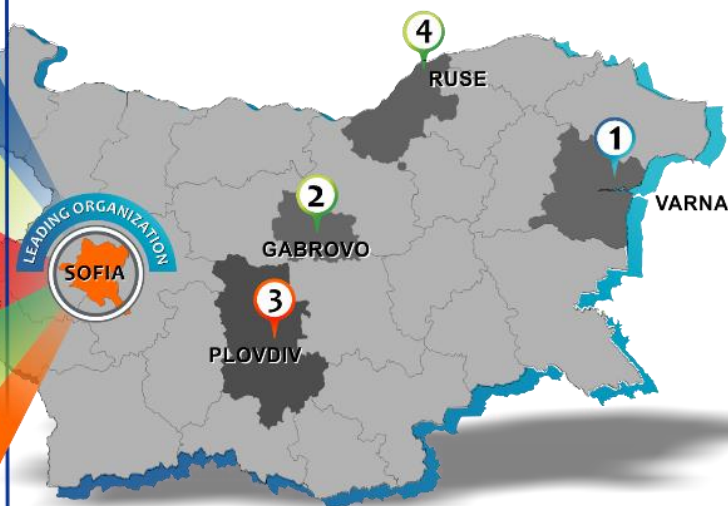 4
RUSE
1
VARNA
2
GABROVO
LEADING ORGANIZATION
SOFIA
3
PLOVDIV